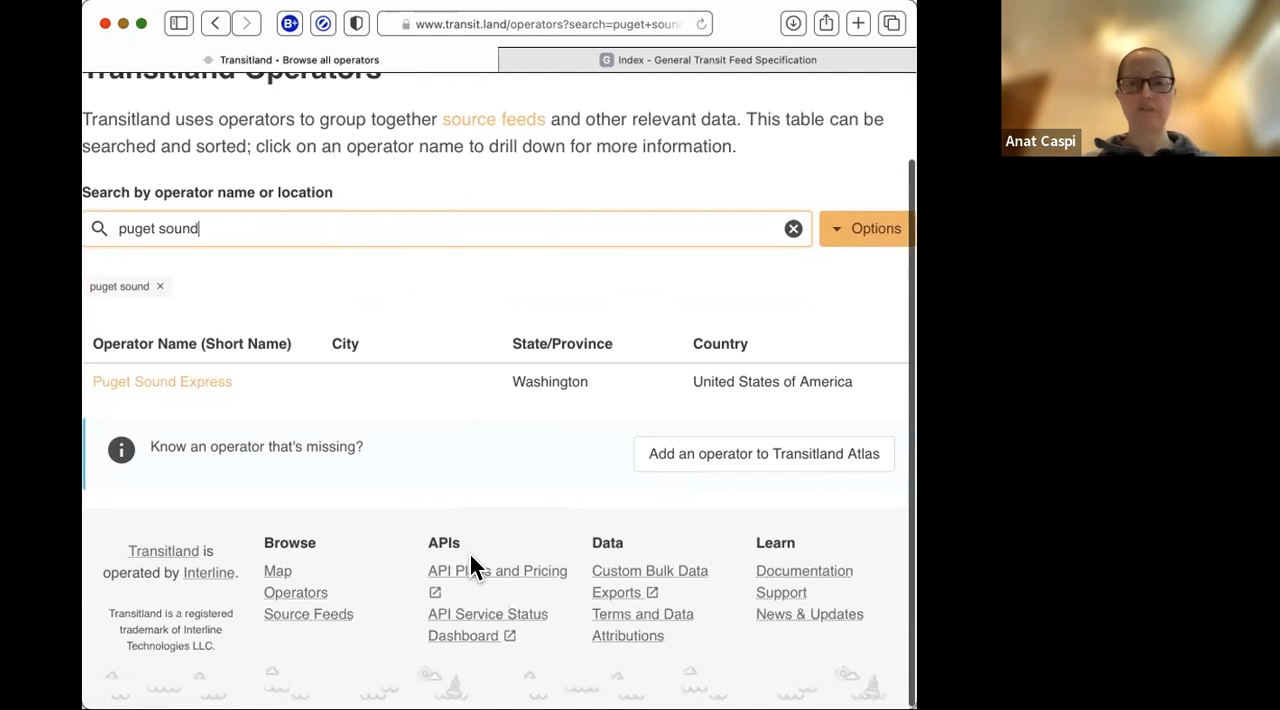 www.transit.land/operators?search=puget+soun
Transitland • Browse all operators
Index - General Transit Feed Specification
Transitland Operators
Transitland uses operators to group together source feeds and other relevant data. This table can be
searched and sorted; click on an operator name to drill down for more information.
Search by operator name or location
puget sound
Options
puget sound ×
Operator Name (Short Name) City State/Province Country
Puget Sound Express Washington United States of America
Know an operator that's missing?
Add an operator to Transitland Atlas
Transitland is
operated by Interline.
Transitland is a registered
trademark of Interline
Technologies LLC.
Browse
Map
Operators
Source Feeds
APIs
API Plans and Pricing
API Service Status
Dashboard
Data
Custom Bulk Data
Exports
Terms and Data
Attributions
Learn
Documentation
Support
News & Updates
Anat Caspi